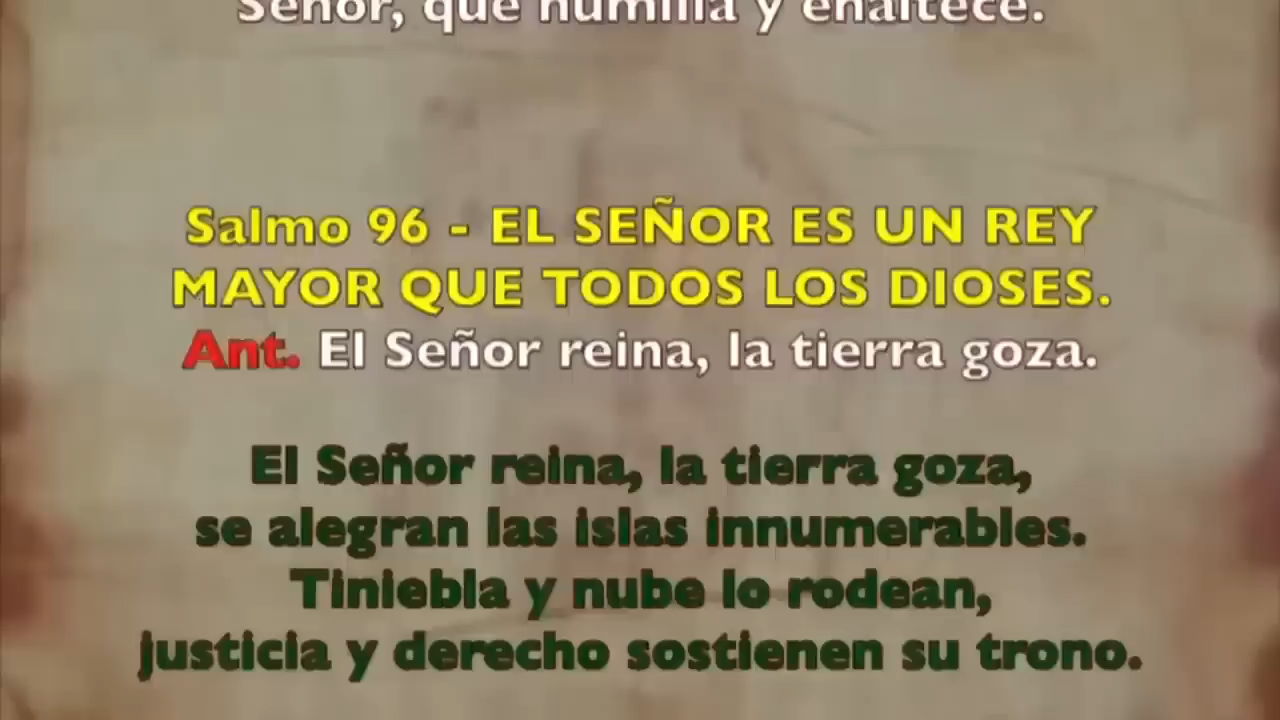 Señor, que humilla y enaltece.
Salmo 96 - EL SEÑOR ES UN REY
MAYOR QUE TODOS LOS DIOSES.
Ant. El Señor reina, la tierra goza.
El Señor reina, la tierra goza,
se alegran las islas innumerables.
Tiniebla y nube lo rodean,
justicia y derecho sostienen su trono.